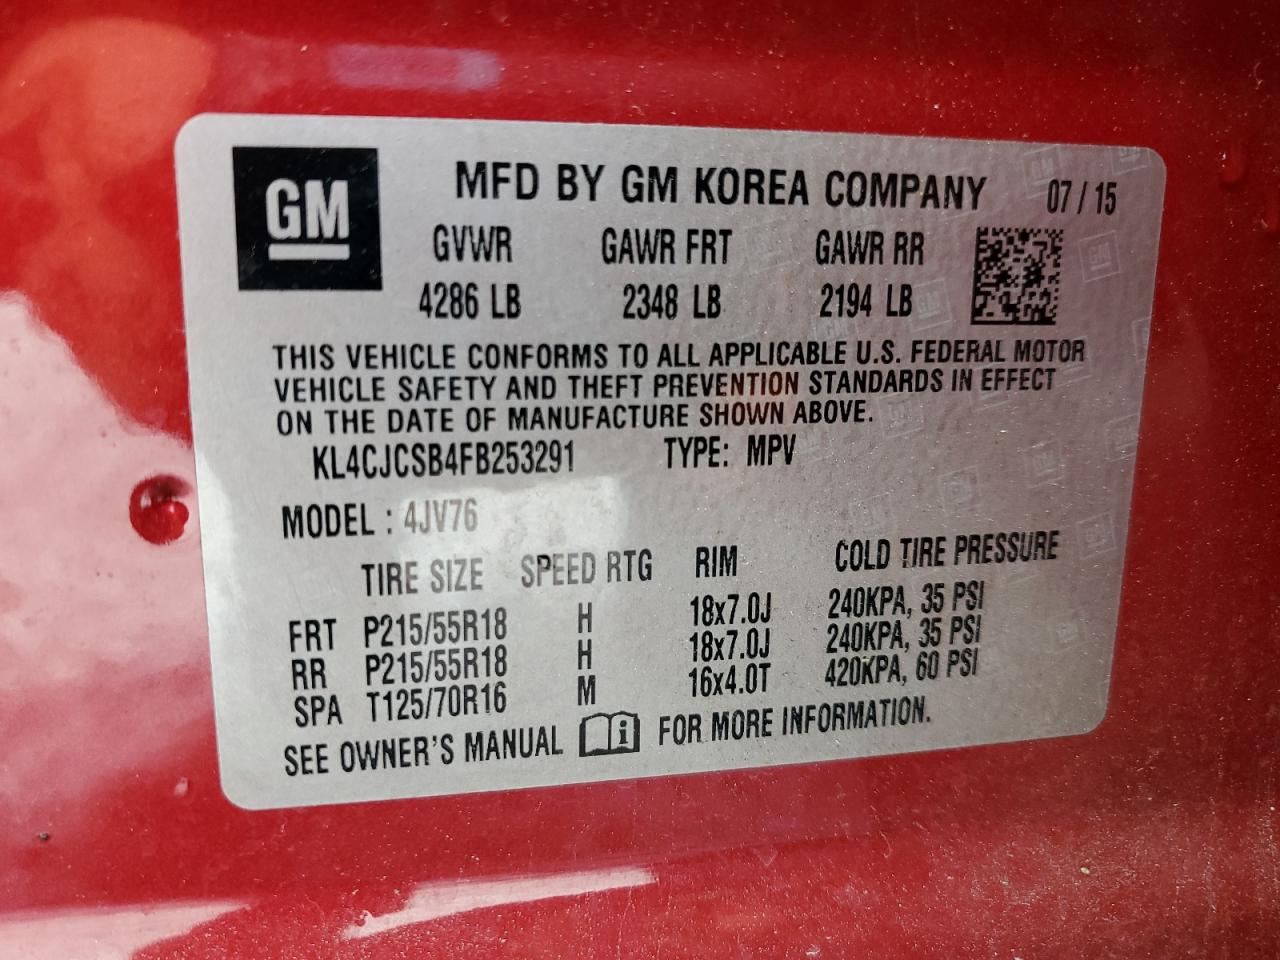 GM
MFD BY GM KOREA COMPANY 07 / 15
GVWR GAWR FRT GAWR RR
4286 LB 2348 LB 2194 LB
THIS VEHICLE CONFORMS TO ALL APPLICABLE U.S. FEDERAL MOTOR
VEHICLE SAFETY AND THEFT PREVENTION STANDARDS IN EFFECT
ON THE DATE OF MANUFACTURE SHOWN ABOVE.
KL4CJCSB4FB253291 TYPE: MPV
MODEL : 4JV76
TIRE SIZE SPEED RTG RIM COLD TIRE PRESSURE
FRT P215/55R18 H 18x7.0J 240KPA, 35 PSI
RR P215/55R18 H 18x7.0J 240KPA, 35 PSI
SPA T125/70R16 M 16x4.0T 420KPA, 60 PSI
SEE OWNER'S MANUAL i FOR MORE INFORMATION.